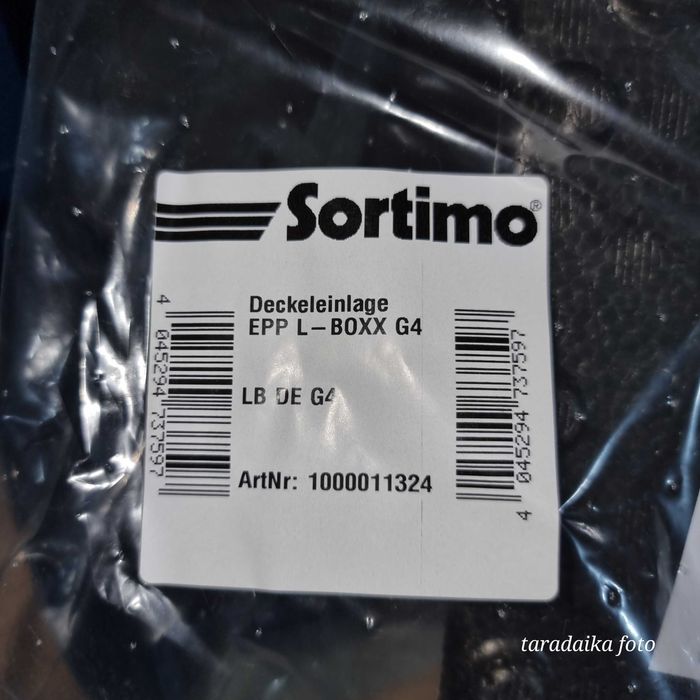 Sortimo®
Deckeleinlage
EPP L-BOXX G4
LB DE G4
ArtNr: 1000011324
4 045294 737597
4 045294 737597
taradaika foto